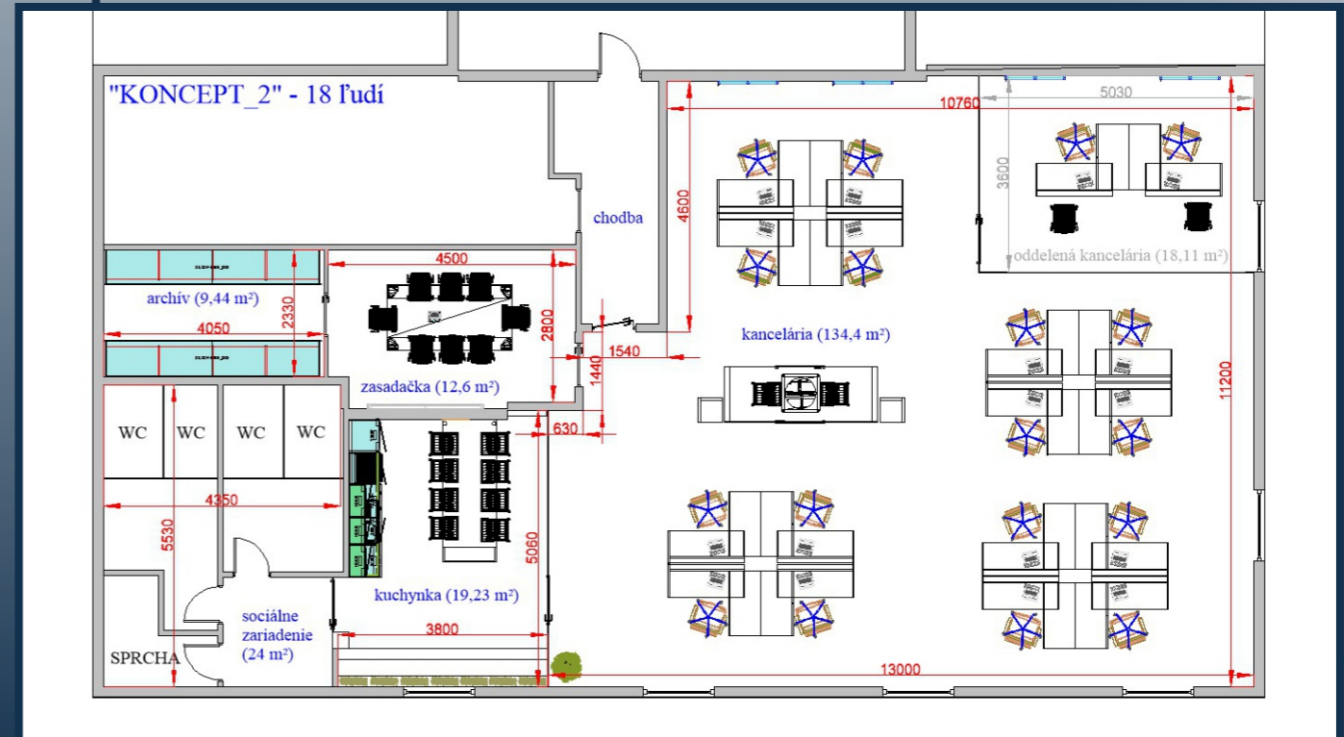 "KONCEPT_2" - 18 ľudí
5030
10760
3600
4600
chodba
oddelená kancelária (18,11 m²)
4500
archív (9,44 m²)
2330
4050
2800
1540
1440
kancelária (134,4 m²)
11200
zasadačka (12,6 m²)
630
WC
WC
WC
WC
4350
5530
5060
kuchynka (19,23 m²)
sociálne
zariadenie
(24 m²)
3800
SPRCHA
13000